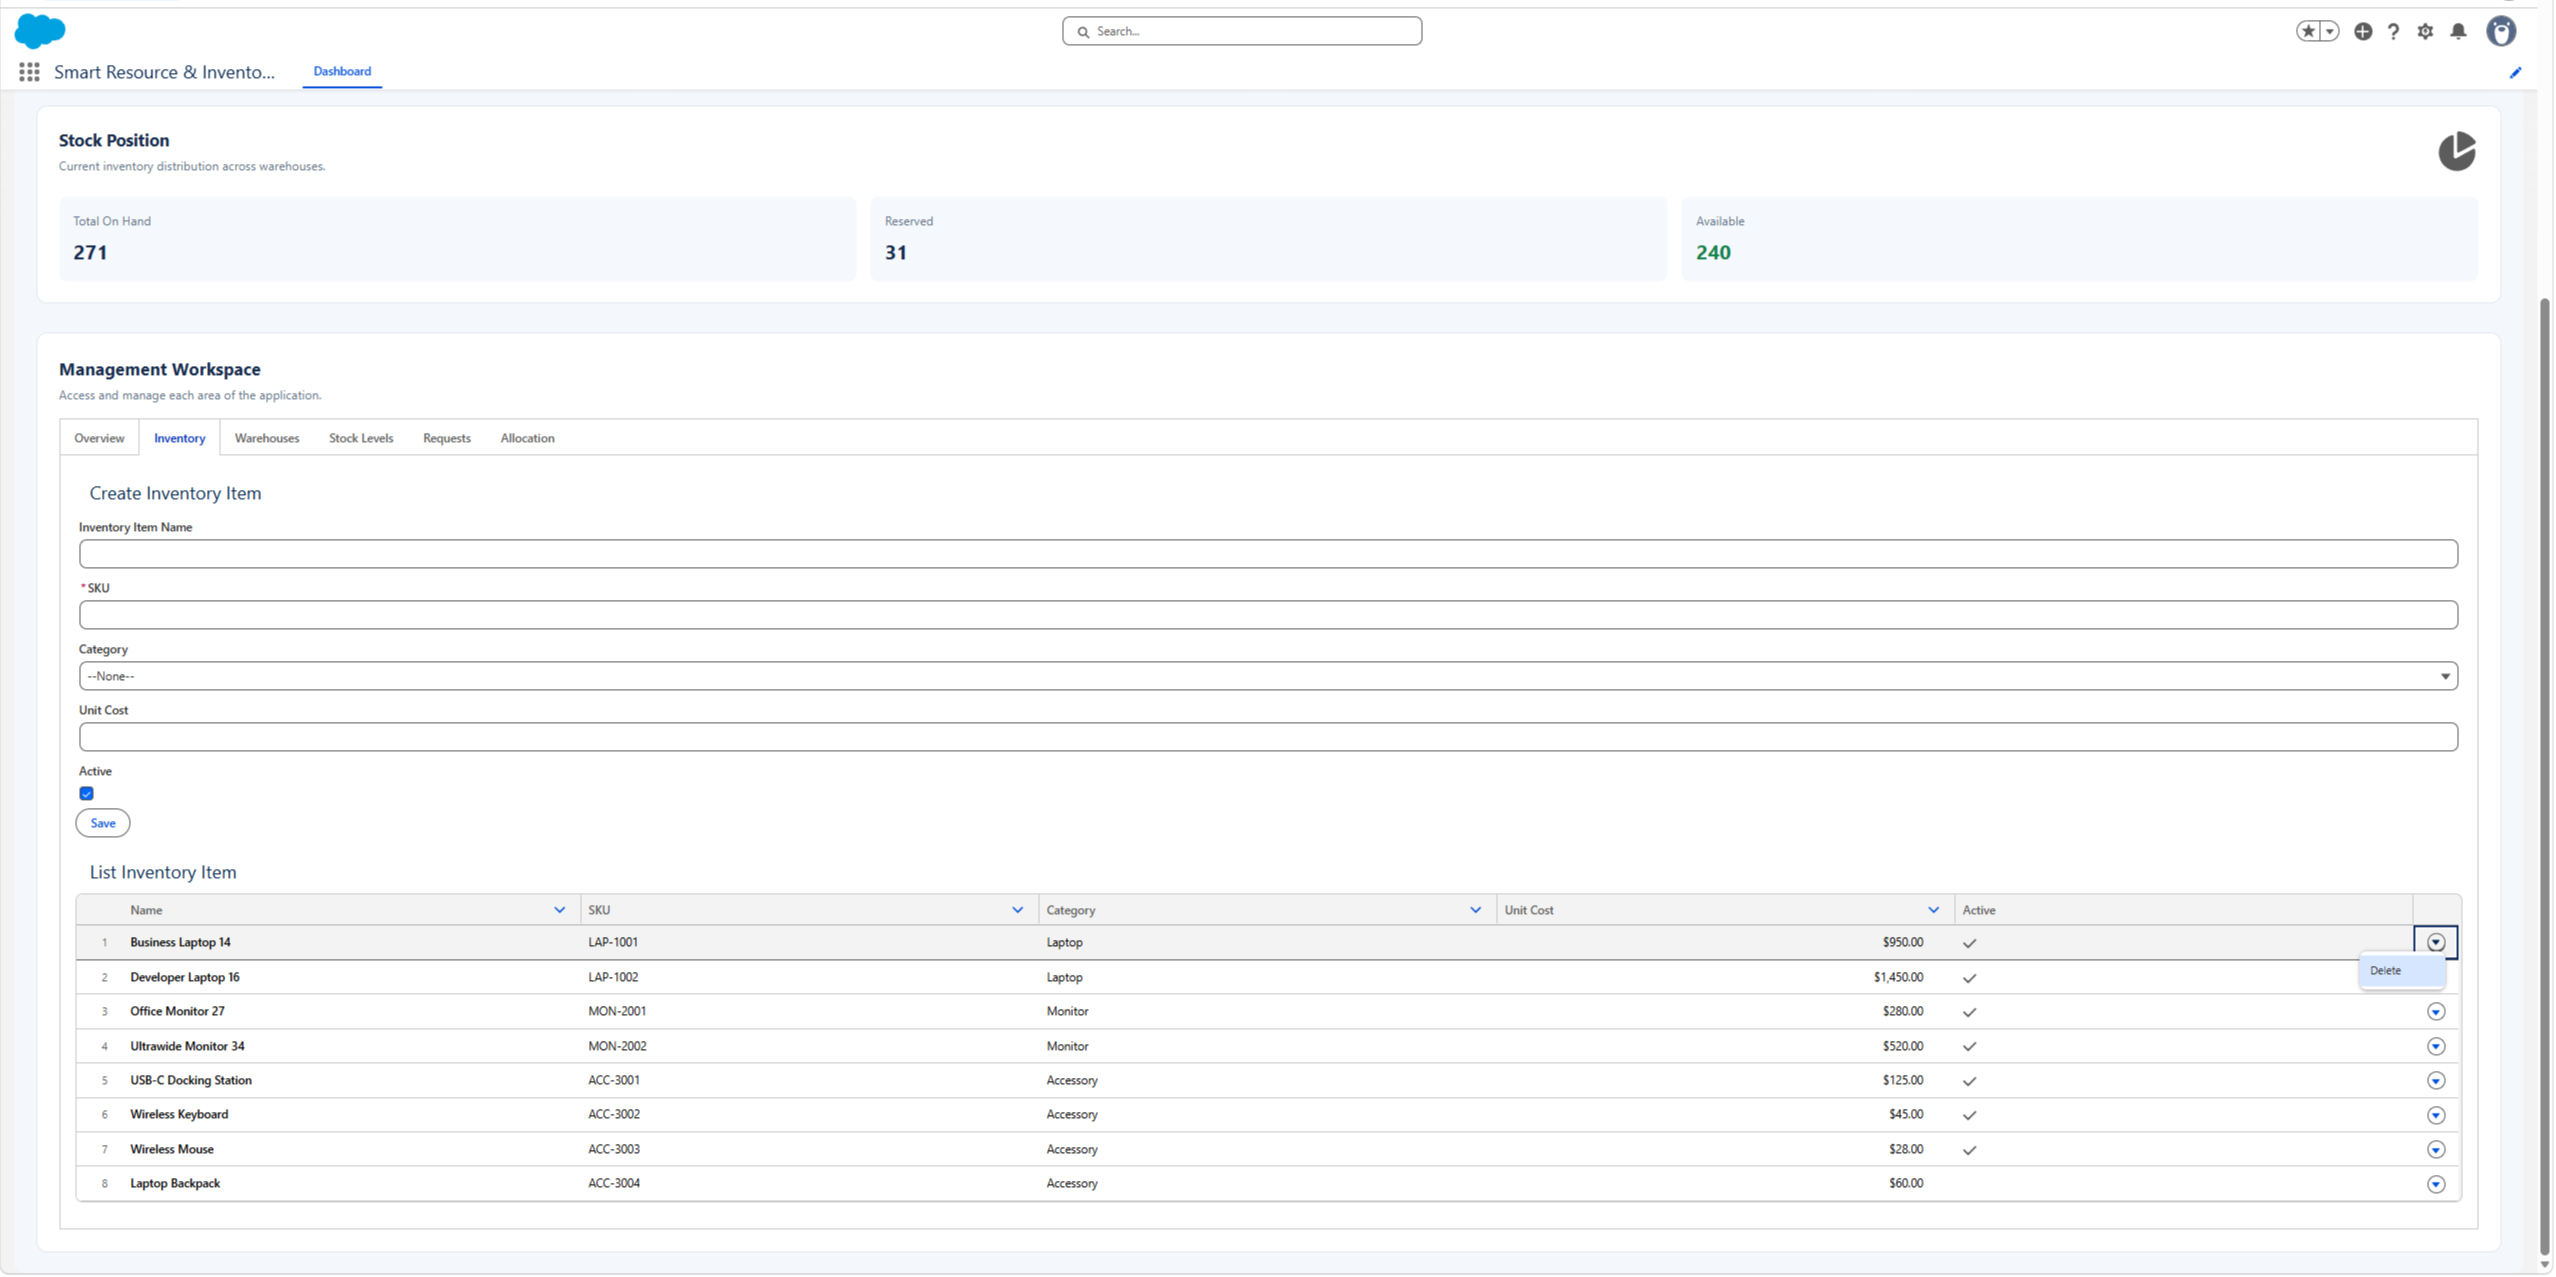 Search...
Smart Resource & Invento... Dashboard
Stock Position
Current inventory distribution across warehouses.
Total On Hand Reserved Available
271 31 240
Management Workspace
Access and manage each area of the application.
Overview Inventory Warehouses Stock Levels Requests Allocation
Create Inventory Item
Inventory Item Name
* SKU
Category
--None--
Unit Cost
Active
Save
List Inventory Item
Name SKU Category Unit Cost Active
1 Business Laptop 14 LAP-1001 Laptop $950.00
Delete
2 Developer Laptop 16 LAP-1002 Laptop $1,450.00
3 Office Monitor 27 MON-2001 Monitor $280.00
4 Ultrawide Monitor 34 MON-2002 Monitor $520.00
5 USB-C Docking Station ACC-3001 Accessory $125.00
6 Wireless Keyboard ACC-3002 Accessory $45.00
7 Wireless Mouse ACC-3003 Accessory $28.00
8 Laptop Backpack ACC-3004 Accessory $60.00